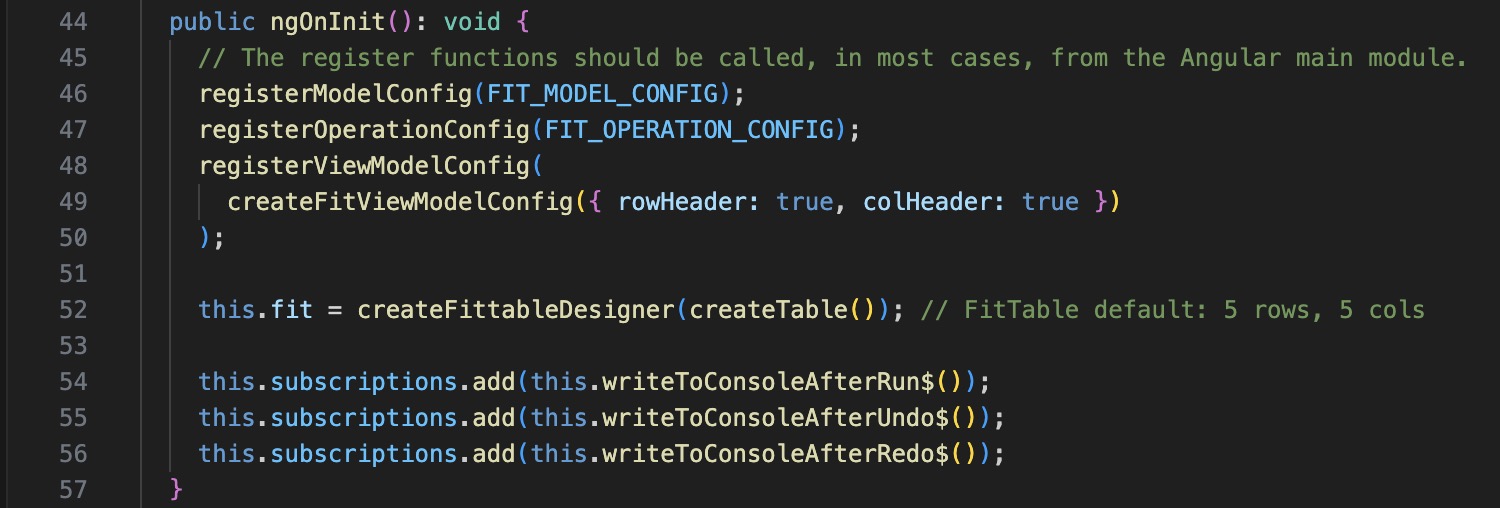 44 public ngOnInit(): void {
45 // The register functions should be called, in most cases, from the Angular main module.
46 registerModelConfig(FIT_MODEL_CONFIG);
47 registerOperationConfig(FIT_OPERATION_CONFIG);
48 registerViewModelConfig(
49 createFitViewModelConfig({ rowHeader: true, colHeader: true })
50 );
51
52 this.fit = createFittableDesigner(createTable()); // FitTable default: 5 rows, 5 cols
53
54 this.subscriptions.add(this.writeToConsoleAfterRun$());
55 this.subscriptions.add(this.writeToConsoleAfterUndo$());
56 this.subscriptions.add(this.writeToConsoleAfterRedo$());
57 }